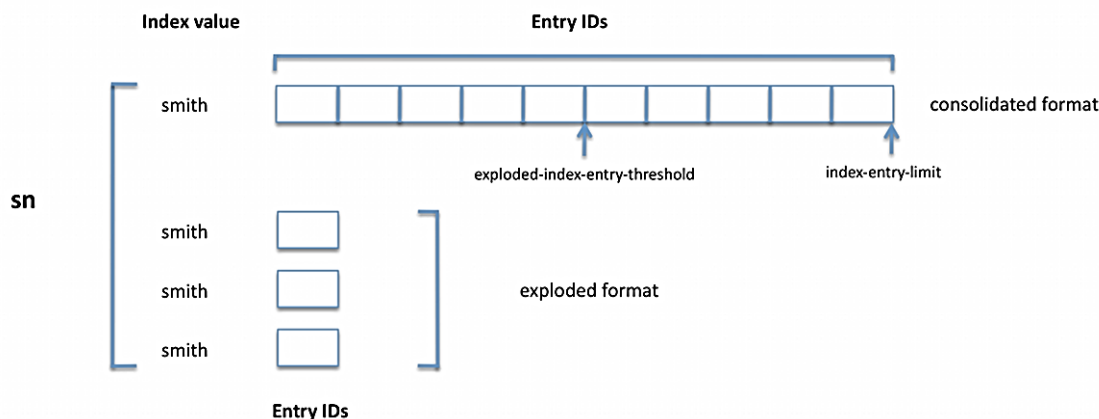 Index value
Entry IDs
smith
consolidated format
exploded-index-entry-threshold
index-entry-limit
sn
smith
smith
exploded format
smith
Entry IDs